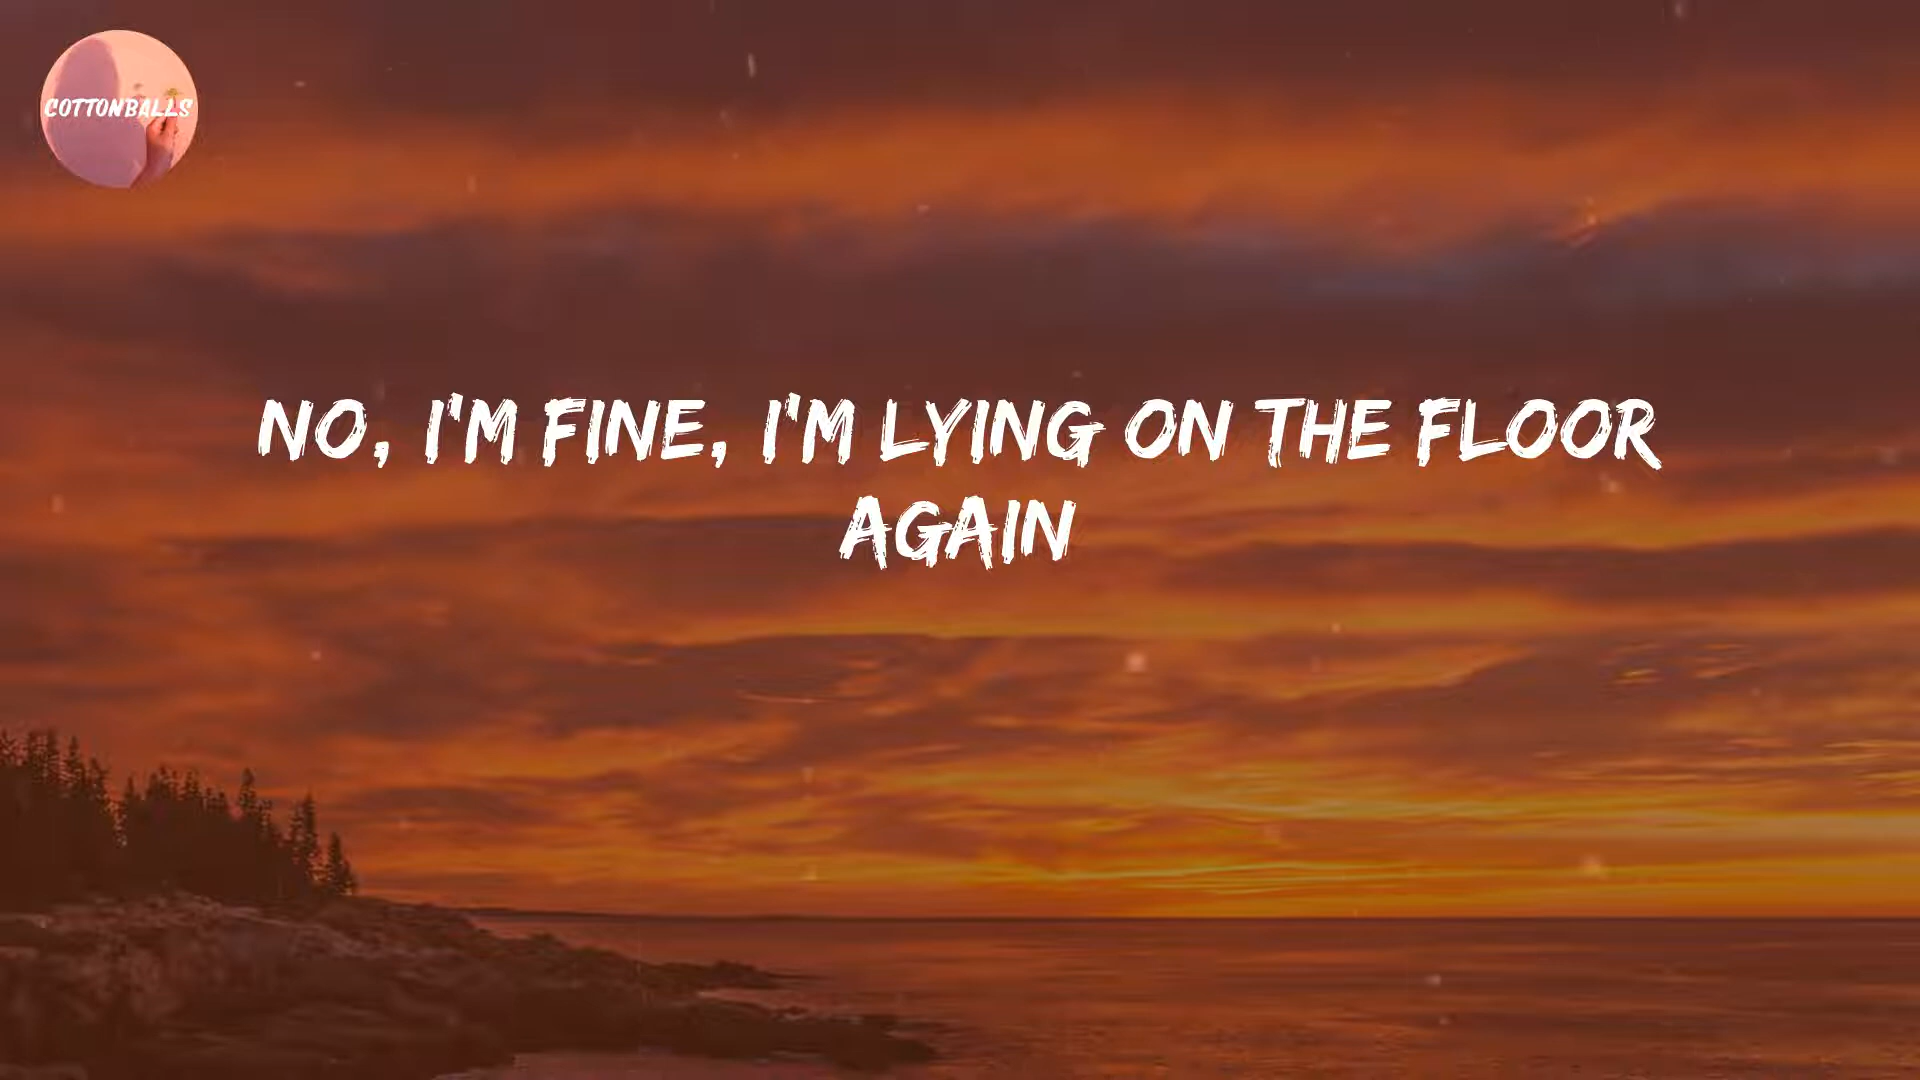 COTTONBALLS
NO, I'M FINE, I'M LYING ON THE FLOOR
AGAIN